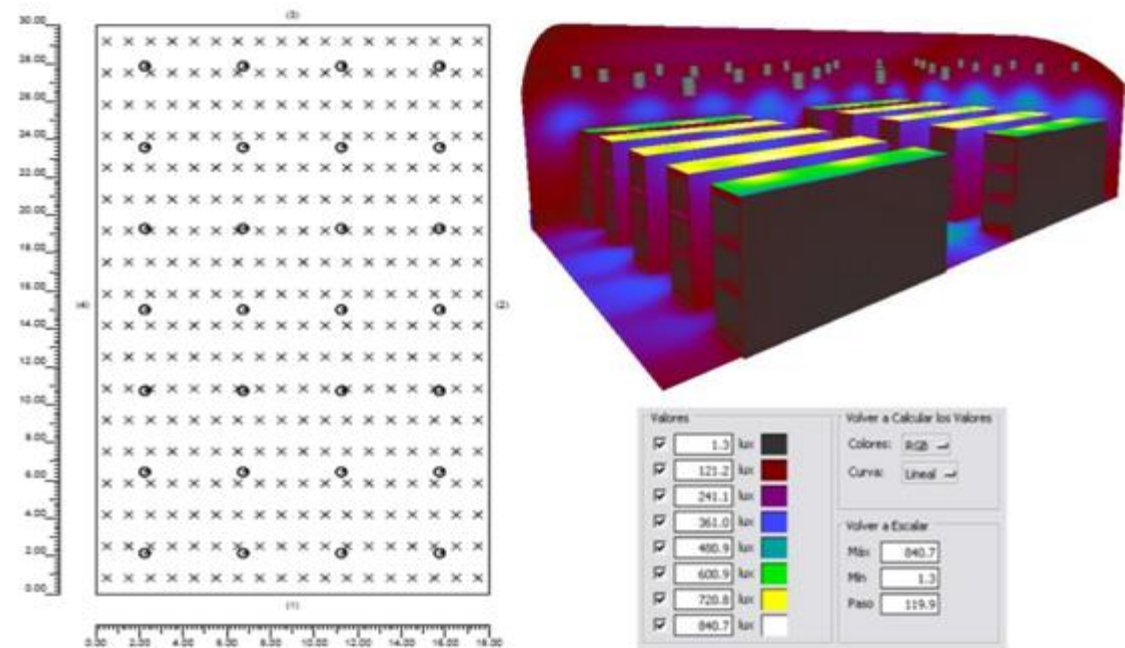 (3)
30.00
28.00
26.00
24.00
22.00
20.00
18.00
16.00
14.00
12.00
10.00
8.00
6.00
4.00
2.00
0.00
(4)
(2)
(1)
0.00 2.00 4.00 6.00 8.00 10.00 12.00 14.00 16.00 18.00
Valores
1.3 lux
121.2 lux
241.1 lux
361.0 lux
480.9 lux
600.9 lux
720.8 lux
840.7 lux
Volver a Calcular los Valores
Colores: RGB
Curva: Lineal
Volver a Escalar
Máx 840.7
Mín 1.3
Paso 119.9